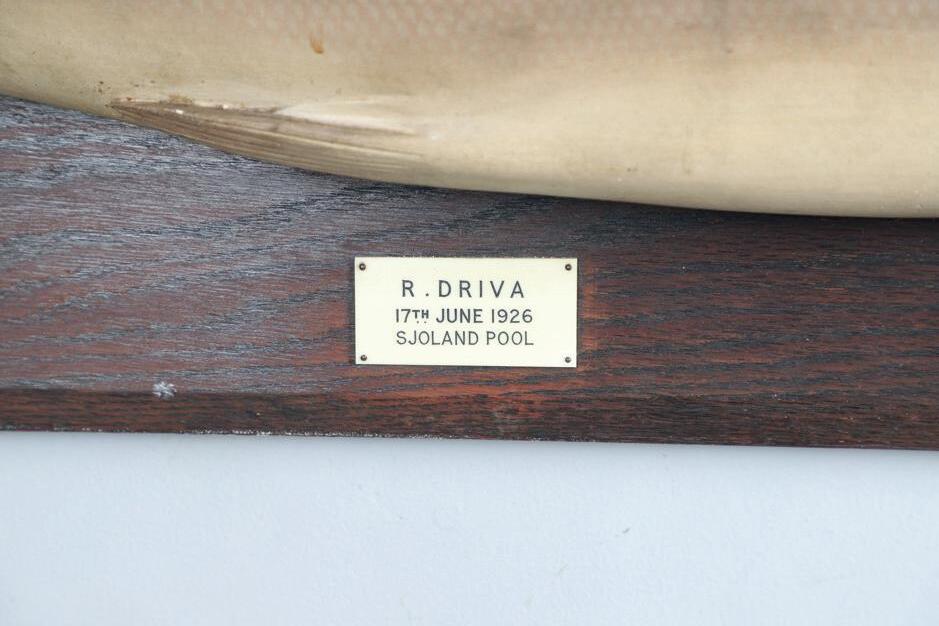 R. DRIVA
17TH JUNE 1926
SJOLAND POOL